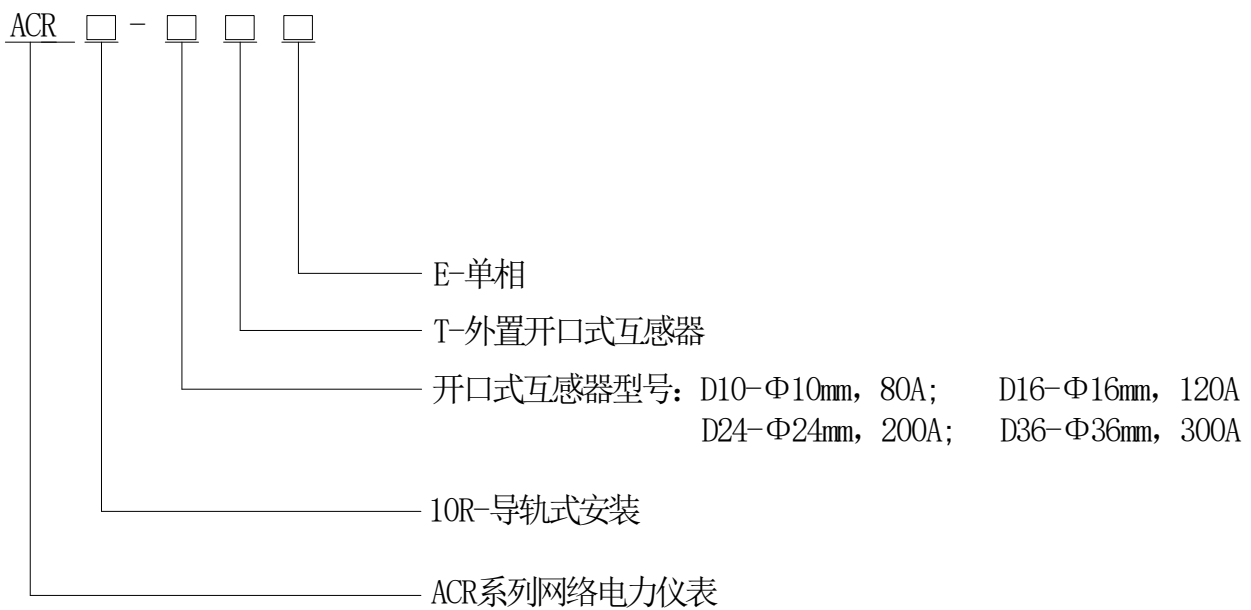 ACR □-□ □ □
E-单相
T-外置开口式互感器
开口式互感器型号：D10-Φ10mm，80A； D16-Φ16mm，120A
D24-Φ24mm，200A； D36-Φ36mm，300A
10R-导轨式安装
ACR系列网络电力仪表